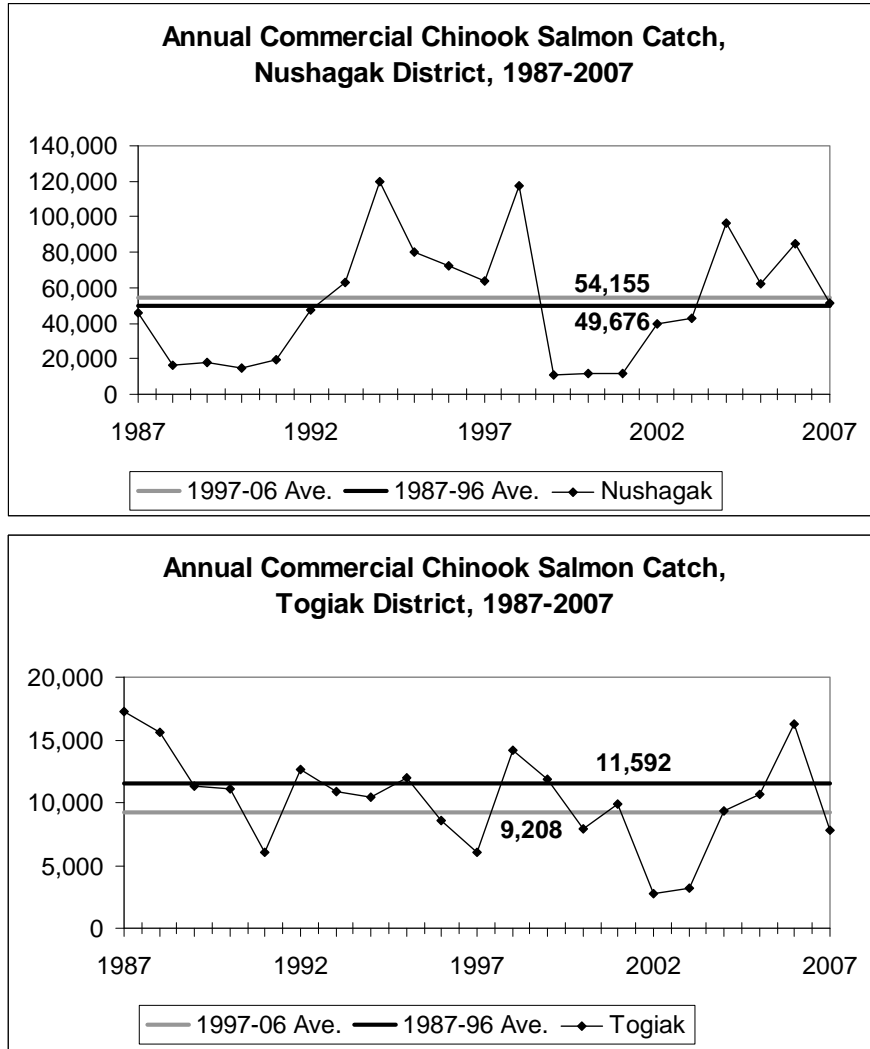 Annual Commercial Chinook Salmon Catch,
Nushagak District, 1987-2007
140,000
120,000
100,000
80,000
60,000
40,000
20,000
0
54,155
49,676
1987 1992 1997 2002 2007
1997-06 Ave. 1987-96 Ave. Nushagak
Annual Commercial Chinook Salmon Catch,
Togiak District, 1987-2007
20,000
15,000
10,000
5,000
0
11,592
9,208
1987 1992 1997 2002 2007
1997-06 Ave. 1987-96 Ave. Togiak